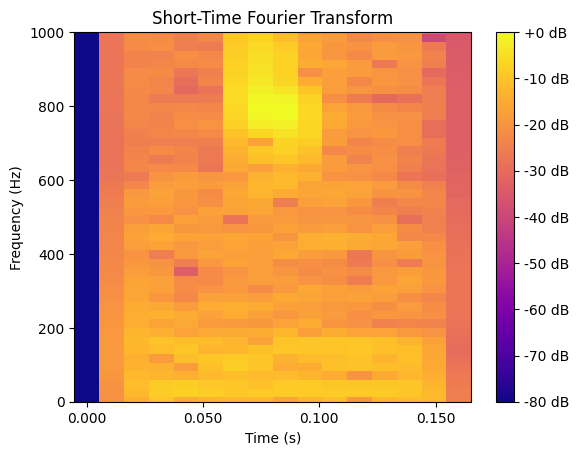 Short-Time Fourier Transform
1000
800
600
400
200
0
Frequency (Hz)
0.000
0.050
0.100
0.150
Time (s)
+0 dB
-10 dB
-20 dB
-30 dB
-40 dB
-50 dB
-60 dB
-70 dB
-80 dB